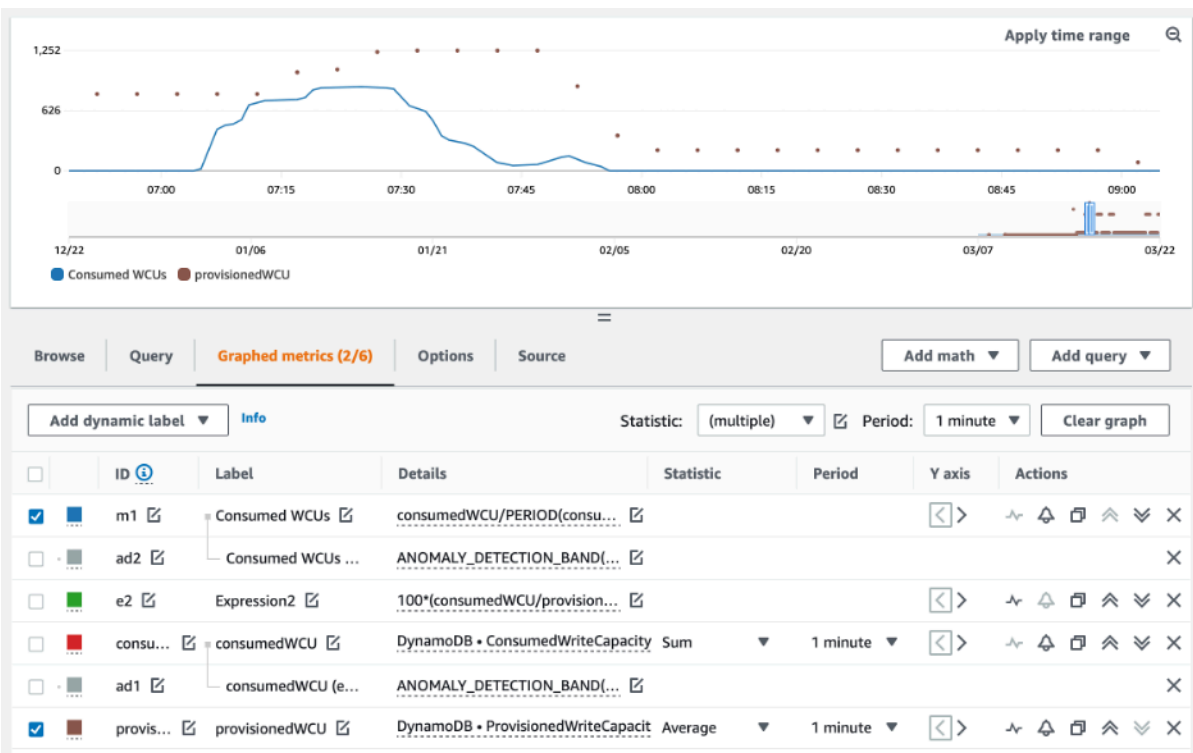 Apply time range
1,252
626
0
07:00 07:15 07:30 07:45 08:00 08:15 08:30 08:45 09:00
12/22 01/06 01/21 02/05 02/20 03/07 03/22
Consumed WCUs provisionedWCU
Browse Query Graphed metrics (2/6) Options Source Add math Add query
Add dynamic label Info Statistic: (multiple) Period: 1 minute Clear graph
ID Label Details Statistic Period Y axis Actions
m1 Consumed WCUs consumedWCU/PERIOD(consu...
ad2 Consumed WCUs ... ANOMALY_DETECTION_BAND(...
e2 Expression2 100*(consumedWCU/provision...
consu... consumedWCU DynamoDB • ConsumedWriteCapacity Sum 1 minute
ad1 consumedWCU (e... ANOMALY_DETECTION_BAND(...
provis... provisionedWCU DynamoDB • ProvisionedWriteCapacit Average 1 minute